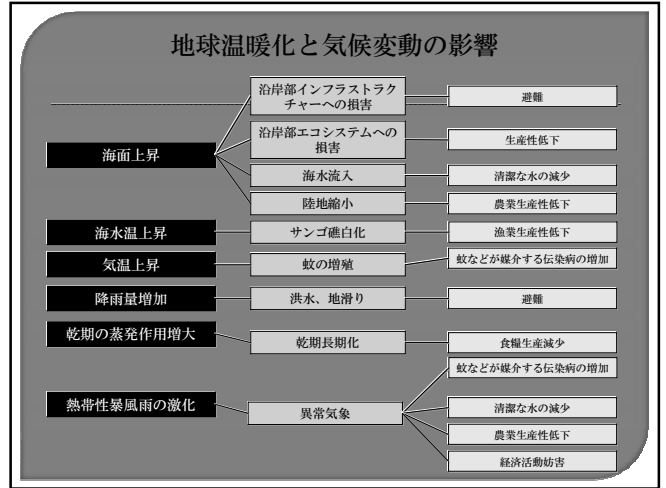 地球温暖化と気候変動の影響
海面上昇
沿岸部インフラストラク
チャーへの損害
避難
沿岸部エコシステムへの
損害
生産性低下
海水流入
清潔な水の減少
陸地縮小
農業生産性低下
海水温上昇
サンゴ礁白化
漁業生産性低下
気温上昇
蚊の増殖
蚊などが媒介する伝染病の増加
降雨量増加
洪水、地滑り
避難
乾期の蒸発作用増大
乾期長期化
食糧生産減少
熱帯性暴風雨の激化
異常気象
蚊などが媒介する伝染病の増加
清潔な水の減少
農業生産性低下
経済活動妨害